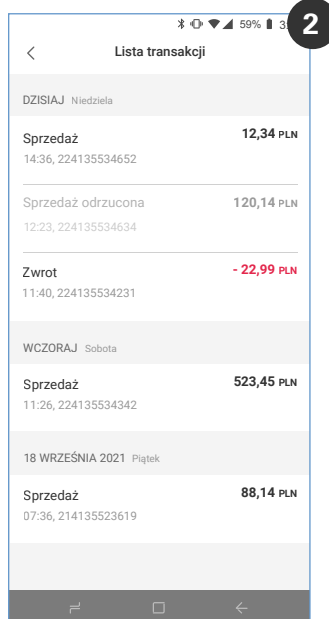 59% 3
2
Lista transakcji
DZISIAJ Niedziela
Sprzedaż 12,34 PLN
14:36, 224135534652
Sprzedaż odrzucona 120,14 PLN
12:23, 224135534634
Zwrot - 22,99 PLN
11:40, 224135534231
WCZORAJ Sobota
Sprzedaż 523,45 PLN
11:26, 224135534342
18 WRZEŚNIA 2021 Piątek
Sprzedaż 88,14 PLN
07:36, 214135523619